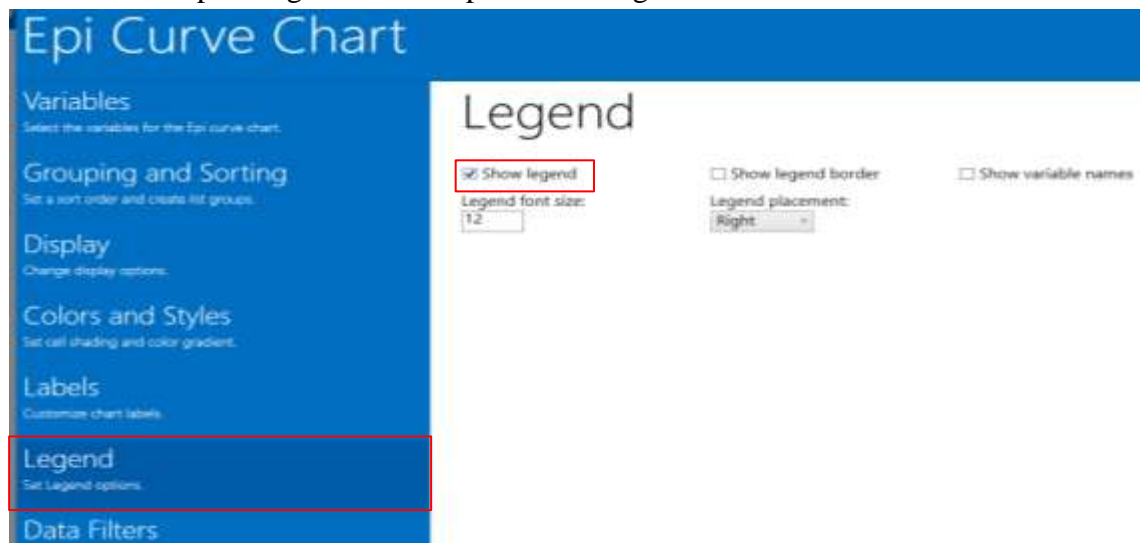 Epi Curve Chart
Variables
Select the variables for the Epi curve chart.
Grouping and Sorting
Set a sort order and create list groups.
Display
Change display options.
Colors and Styles
Set cell shading and color gradient.
Labels
Customize chart labels.
Legend
Set Legend options.
Data Filters
Legend
Show legend
Show legend border
Show variable names
Legend font size:
Legend placement:
12
Right